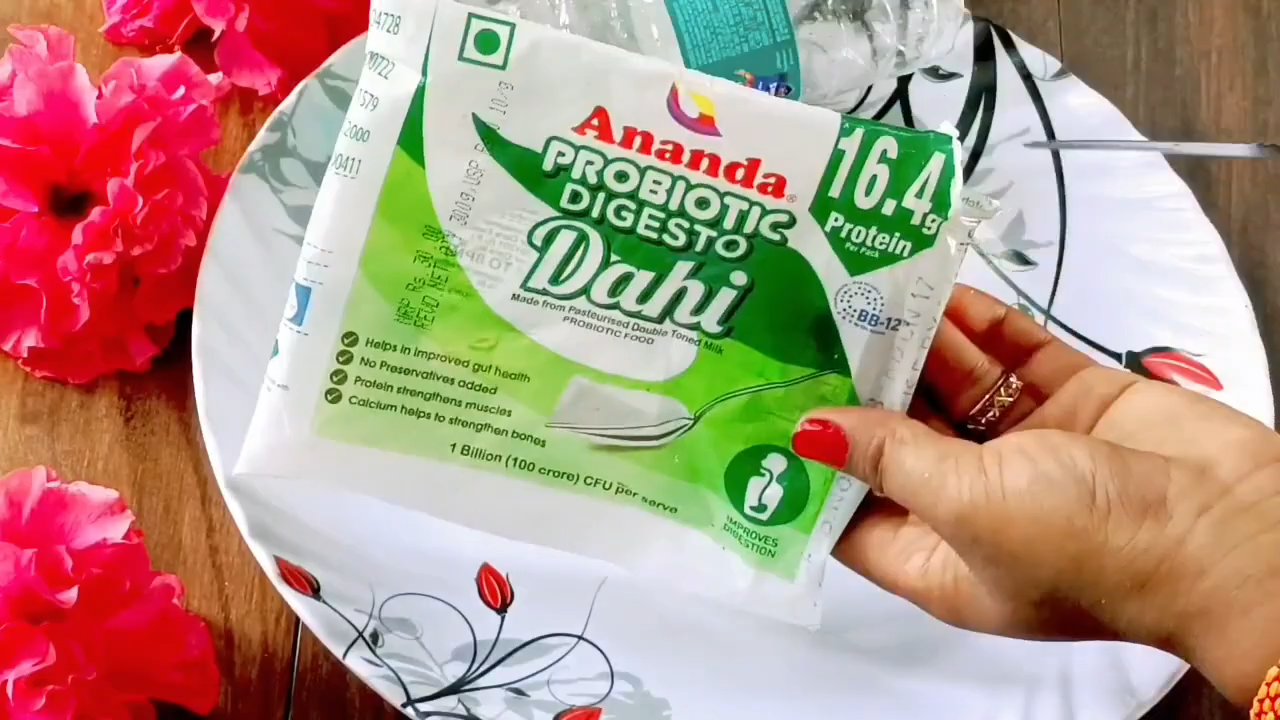 Ananda
PROBIOTIC
DIGESTO
Dahi
Made from Pasteurised Double Toned Milk
PROBIOTIC FOOD
16.4g
Protein
Per Pack
BB-12
Helps in improved gut health
No Preservatives added
Protein strengthens muscles
Calcium helps to strengthen bones
1 Billion (100 crore) CFU per serve
IMPROVES
DIGESTION